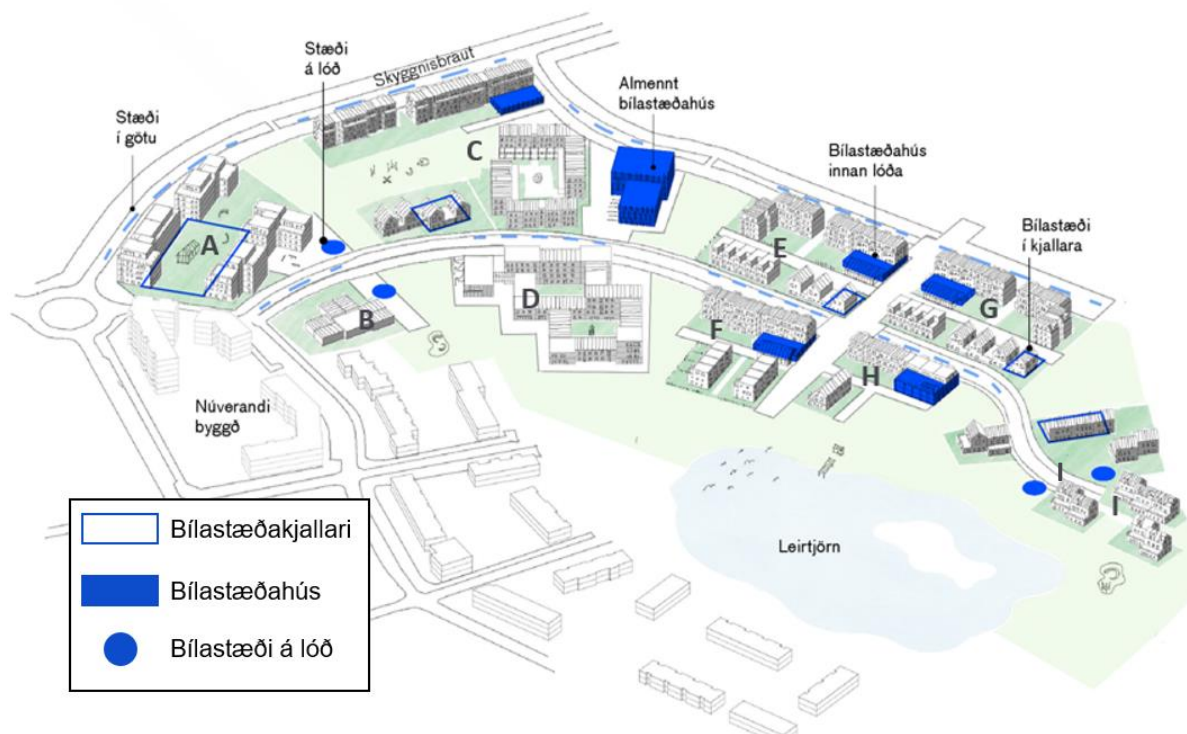 Stæði
á lóð
Skyggnisbraut
Stæði
í götu
Almennt
bílastæðahús
Bílastæðahús
innan lóða
Bílastæði
í kjallara
C
A
E
D
B
F
G
H
I
I
Núverandi
byggð
Leirtjörn
Bílastæðakjallari
Bílastæðahús
Bílastæði á lóð